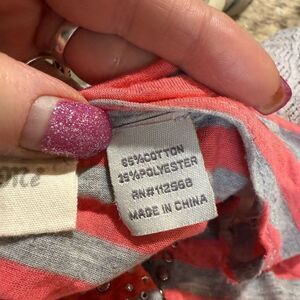 65%COTTON
35%POLYESTER
RN#112568
MADE IN CHINA